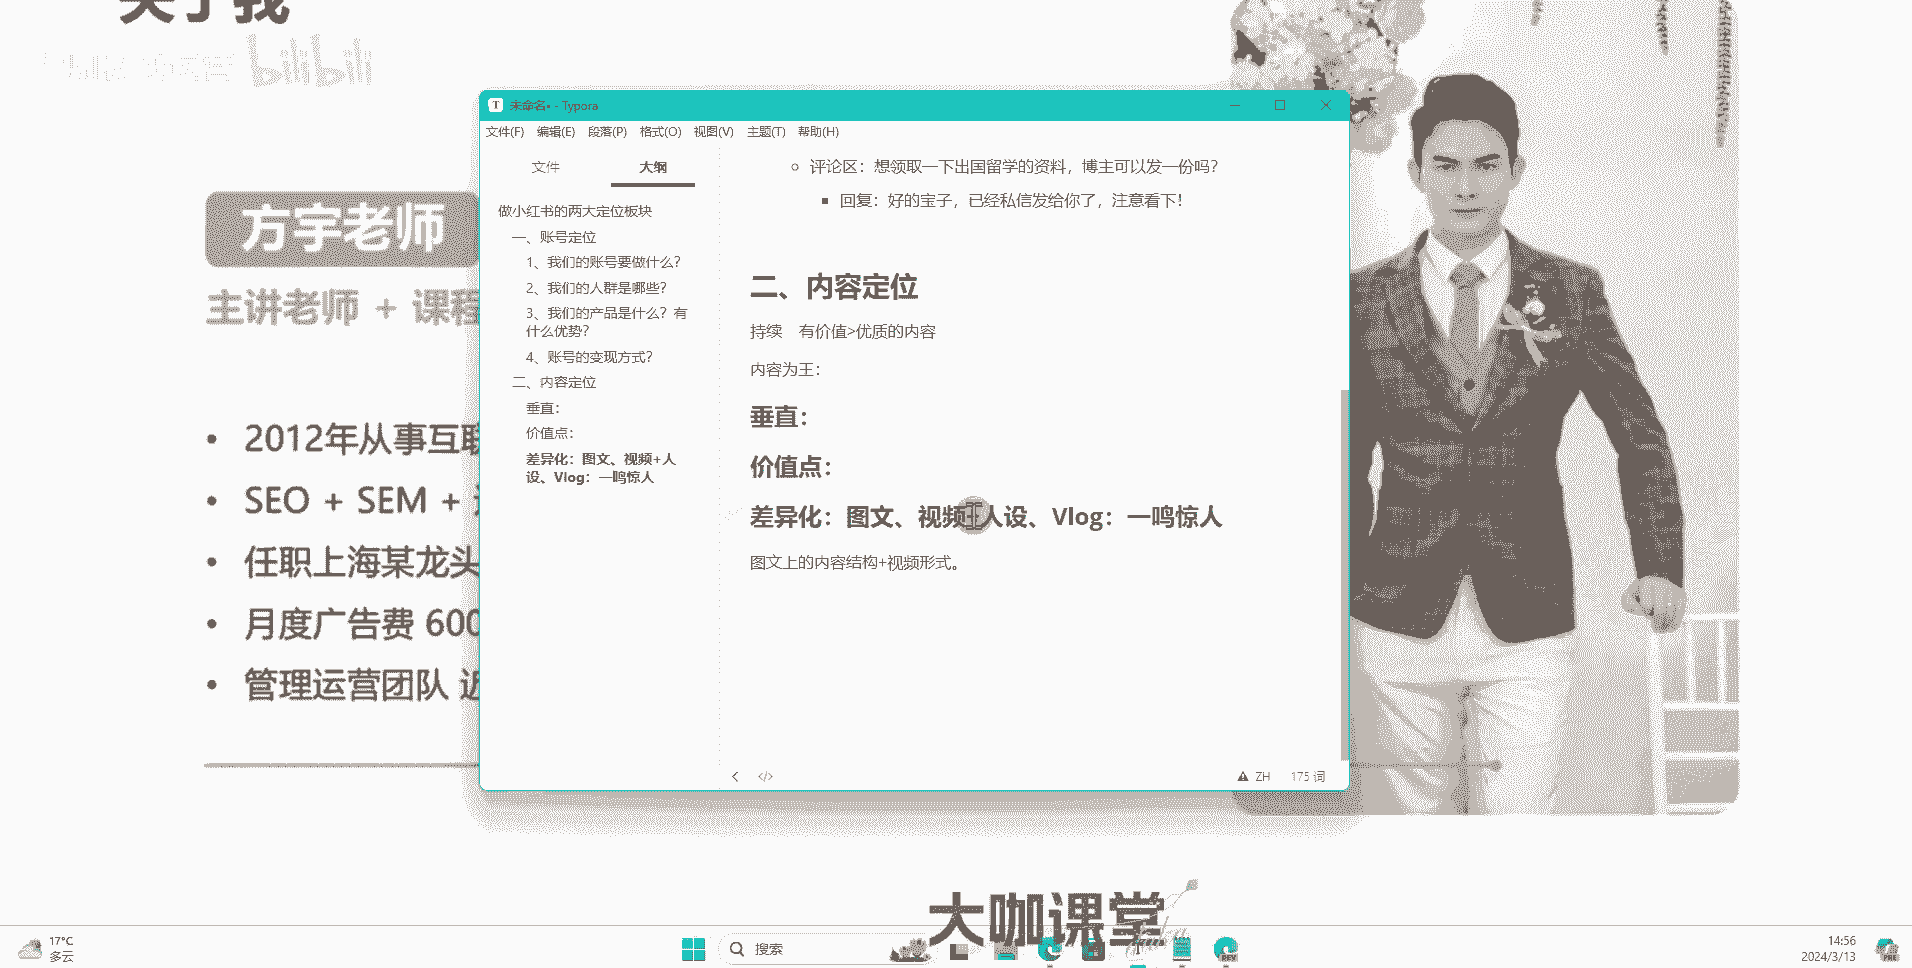 关于我
bilibili
方宇老师
主讲老师 + 课程
2012年从事互联
SEO + SEM +
任职上海某龙头
月度广告费 600
管理运营团队 近
未命名• - Typora
文件(F) 编辑(E) 段落(P) 格式(O) 视图(V) 主题(T) 帮助(H)
文件 大纲
做小红书的两大定位板块
一、账号定位
1、我们的账号要做什么?
2、我们的人群是哪些?
3、我们的产品是什么?有
什么优势?
4、账号的变现方式?
二、内容定位
垂直:
价值点:
差异化:图文、视频+人
设、Vlog:一鸣惊人
评论区:想领取一下出国留学的资料,博主可以发一份吗?
回复:好的宝子,已经私信发给你了,注意看下!
二、内容定位
持续 有价值>优质的内容
内容为王:
垂直:
价值点:
差异化:图文、视频+人设、Vlog:一鸣惊人
图文上的内容结构+视频形式。
ZH 175 词
大咖课堂
17°C
多云
搜索
14:56
2024/3/13